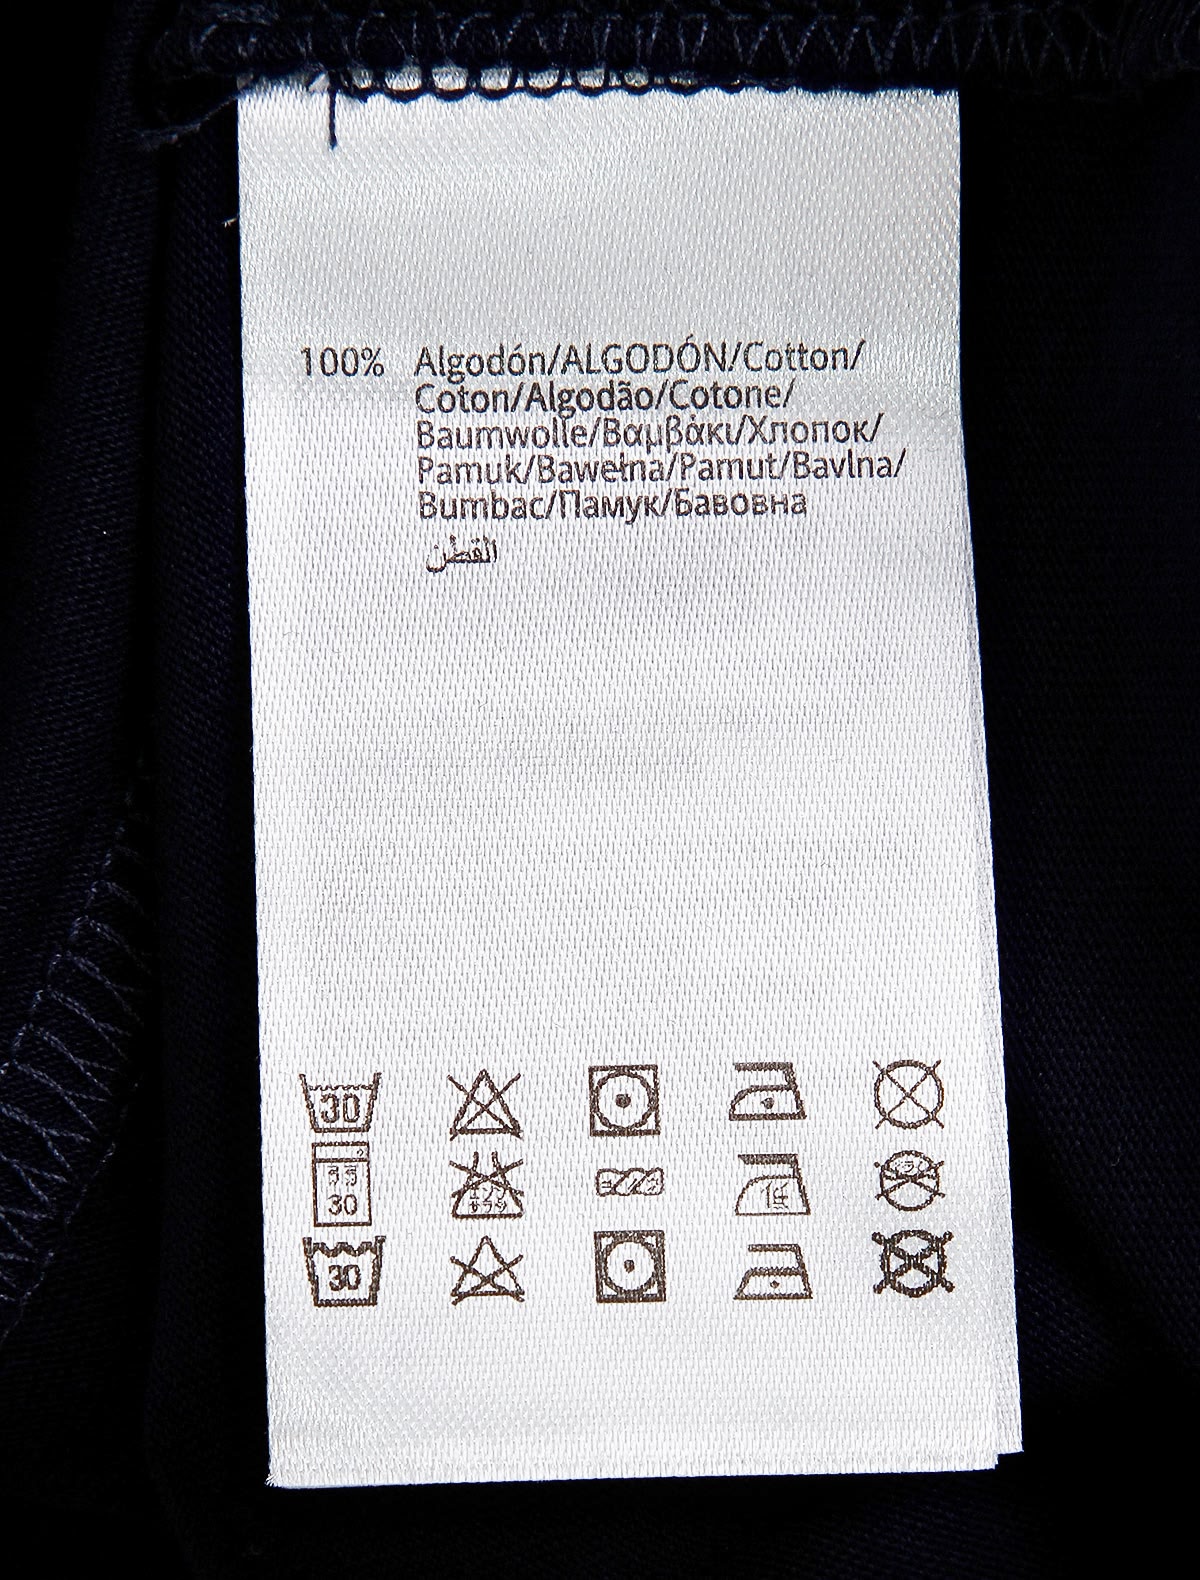 100% Algodón/ALGODÓN/Cotton/
Coton/Algodão/Cotone/
Baumwolle/Βαμβάκι/Хлопок/
Pamuk/Bawełna/Pamut/Bavlna/
Bumbac/Памук/Бавовна
القطن
30
30
30